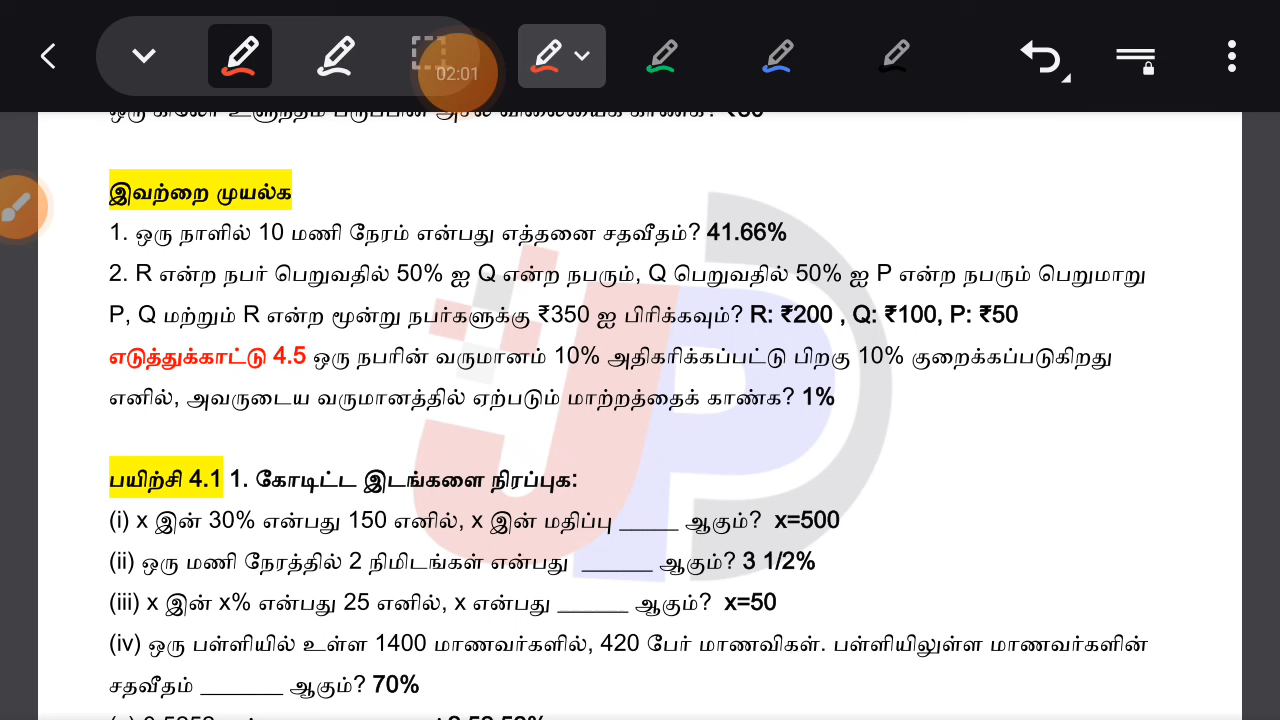 02:01
இவற்றை முயல்க
1. ஒரு நாளில் 10 மணி நேரம் என்பது எத்தனை சதவீதம்? 41.66%
2. R என்ற நபர் பெறுவதில் 50% ஐ Q என்ற நபரும், Q பெறுவதில் 50% ஐ P என்ற நபரும் பெறுமாறு
P, Q மற்றும் R என்ற மூன்று நபர்களுக்கு ₹350 ஐ பிரிக்கவும்? R: ₹200 , Q: ₹100, P: ₹50
எடுத்துக்காட்டு 4.5 ஒரு நபரின் வருமானம் 10% அதிகரிக்கப்பட்டு பிறகு 10% குறைக்கப்படுகிறது
எனில், அவருடைய வருமானத்தில் ஏற்படும் மாற்றத்தைக் காண்க? 1%
பயிற்சி 4.1 1. கோடிட்ட இடங்களை நிரப்புக:
(i) x இன் 30% என்பது 150 எனில், x இன் மதிப்பு _____ ஆகும்? x=500
(ii) ஒரு மணி நேரத்தில் 2 நிமிடங்கள் என்பது ______ ஆகும்? 3 1/2%
(iii) x இன் x% என்பது 25 எனில், x என்பது ______ ஆகும்? x=50
(iv) ஒரு பள்ளியில் உள்ள 1400 மாணவர்களில், 420 பேர் மாணவிகள். பள்ளியிலுள்ள மாணவர்களின்
சதவீதம் _______ ஆகும்? 70%